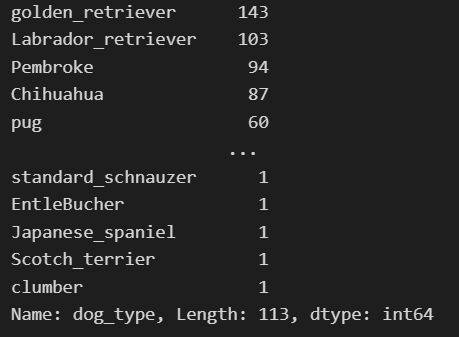 golden_retriever 143
Labrador_retriever 103
Pembroke 94
Chihuahua 87
pug 60
...
standard_schnauzer 1
EntleBucher 1
Japanese_spaniel 1
Scotch_terrier 1
clumber 1
Name: dog_type, Length: 113, dtype: int64